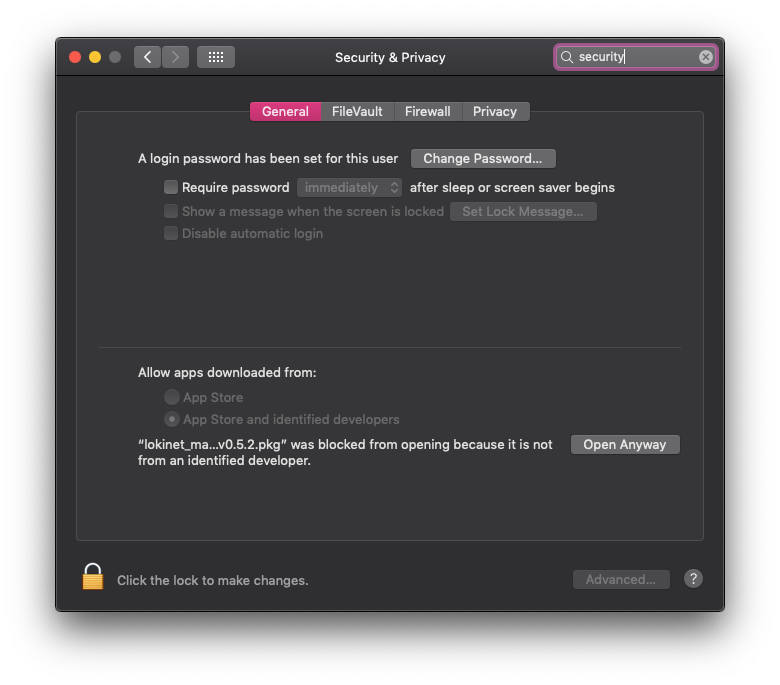 Security & Privacy
security
General FileVault Firewall Privacy
A login password has been set for this user Change Password...
Require password immediately after sleep or screen saver begins
Show a message when the screen is locked Set Lock Message...
Disable automatic login
Allow apps downloaded from:
App Store
App Store and identified developers
“lokinet_ma...v0.5.2.pkg” was blocked from opening because it is not Open Anyway
from an identified developer.
Click the lock to make changes. Advanced... ?